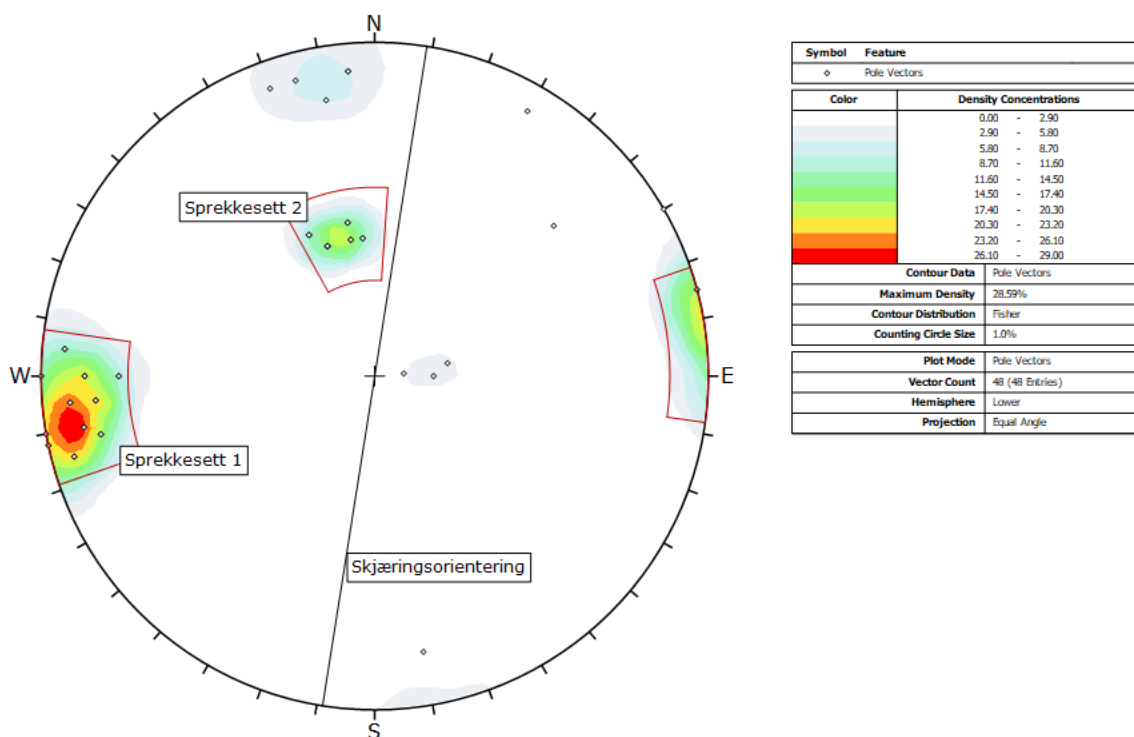 N
Sprekkesett 2
W
E
Sprekkesett 1
Skjæringsorientering
S
Symbol Feature
Pole Vectors
Color Density Concentrations
0.00 - 2.90
2.90 - 5.80
5.80 - 8.70
8.70 - 11.60
11.60 - 14.50
14.50 - 17.40
17.40 - 20.30
20.30 - 23.20
23.20 - 26.10
26.10 - 29.00
Contour Data Pole Vectors
Maximum Density 28.59%
Contour Distribution Fisher
Counting Circle Size 1.0%
Plot Mode Pole Vectors
Vector Count 48 (48 Entries)
Hemisphere Lower
Projection Equal Angle